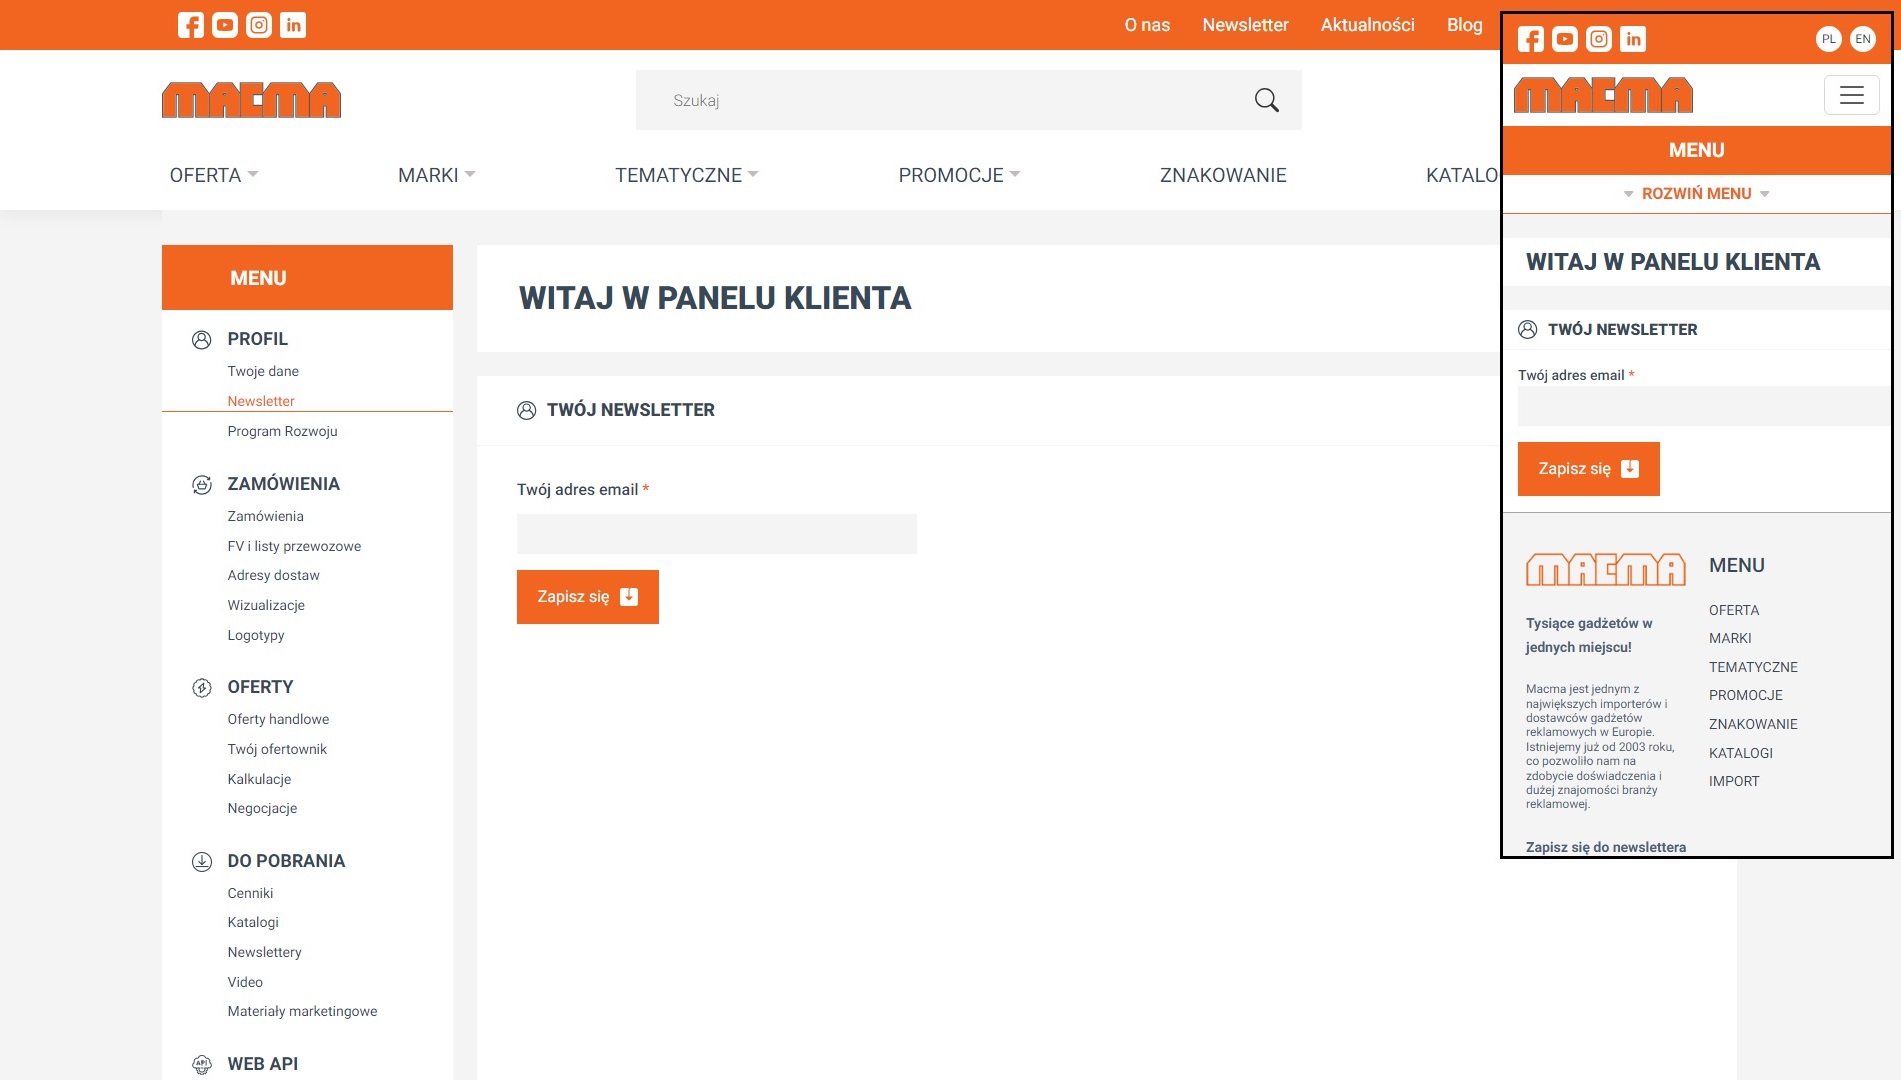 O nas Newsletter Aktualności Blog
MACMA
Szukaj
OFERTA MARKI TEMATYCZNE PROMOCJE ZNAKOWANIE KATALO
MENU
PROFIL
Twoje dane
Newsletter
Program Rozwoju
ZAMÓWIENIA
Zamówienia
FV i listy przewozowe
Adresy dostaw
Wizualizacje
Logotypy
OFERTY
Oferty handlowe
Twój ofertownik
Kalkulacje
Negocjacje
DO POBRANIA
Cenniki
Katalogi
Newslettery
Video
Materiały marketingowe
API
WEB API
WITAJ W PANELU KLIENTA
TWÓJ NEWSLETTER
Twój adres email *
Zapisz się
in
PL EN
MACMA
MENU
ROZWIŃ MENU
WITAJ W PANELU KLIENTA
TWÓJ NEWSLETTER
Twój adres email *
Zapisz się
MACMA
Tysiące gadżetów w
jednych miejscu!
Macma jest jednym z
największych importerów i
dostawców gadżetów
reklamowych w Europie.
Istniejemy już od 2003 roku,
co pozwoliło nam na
zdobycie doświadczenia i
dużej znajomości branży
reklamowej.
Zapisz się do newslettera
MENU
OFERTA
MARKI
TEMATYCZNE
PROMOCJE
ZNAKOWANIE
KATALOGI
IMPORT